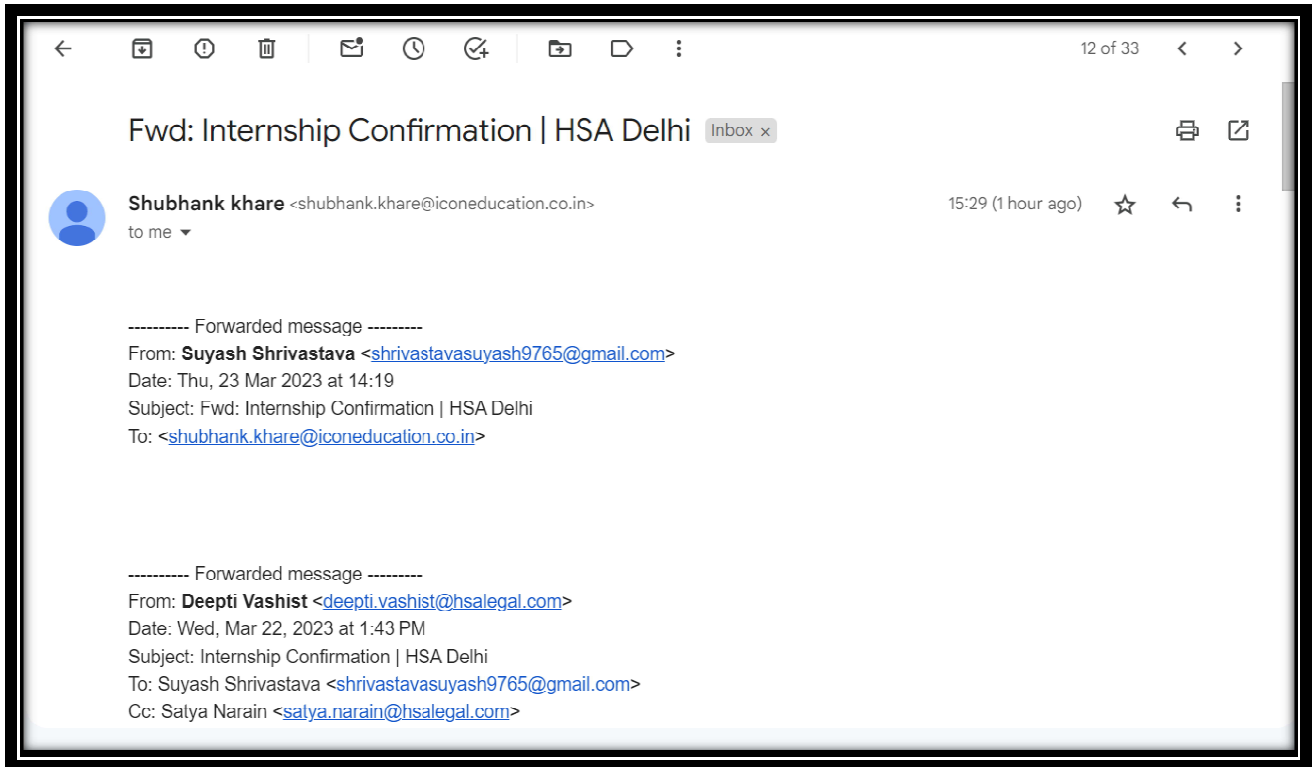 12 of 33
Fwd: Internship Confirmation | HSA Delhi Inbox ×
Shubhank khare <shubhank.khare@iconeducation.co.in> 15:29 (1 hour ago)
to me
---------- Forwarded message ---------
From: Suyash Shrivastava <shrivastavasuyash9765@gmail.com>
Date: Thu, 23 Mar 2023 at 14:19
Subject: Fwd: Internship Confirmation | HSA Delhi
To: <shubhank.khare@iconeducation.co.in>
---------- Forwarded message ---------
From: Deepti Vashist <deepti.vashist@hsalegal.com>
Date: Wed, Mar 22, 2023 at 1:43 PM
Subject: Internship Confirmation | HSA Delhi
To: Suyash Shrivastava <shrivastavasuyash9765@gmail.com>
Cc: Satya Narain <satya.narain@hsalegal.com>